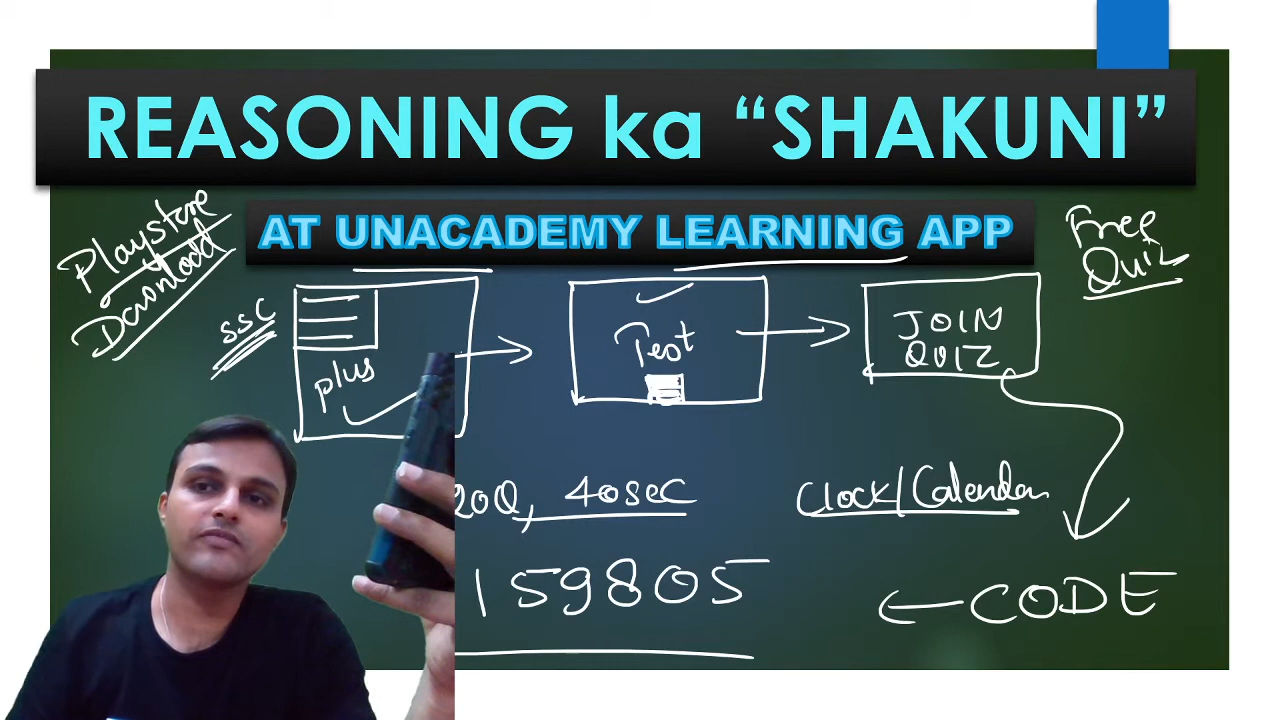 REASONING ka “SHAKUNI”
AT UNACADEMY LEARNING APP
Playstore
Download
Free
Quiz
SSC
plus
Test
JOIN
QUIZ
20Q, 40sec
Clock/Calendar
159805
CODE